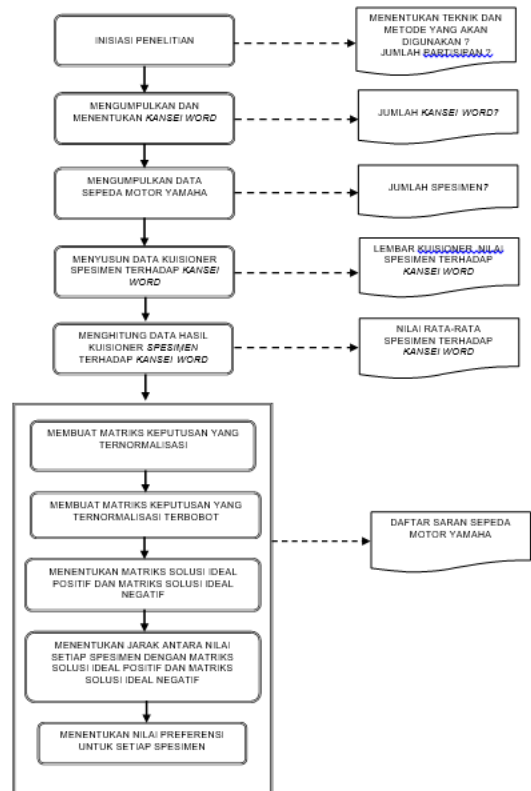 INISIASI PENELITIAN
MENENTUKAN TEKNIK DAN
METODE YANG AKAN
DIGUNAKAN ?
JUMLAH PARTISIPAN ?
MENGUMPULKAN DAN
MENENTUKAN KANSEI WORD
JUMLAH KANSEI WORD?
MENGUMPULKAN DATA
SEPEDA MOTOR YAMAHA
JUMLAH SPESIMEN?
MENYUSUN DATA KUISIONER
SPESIMEN TERHADAP KANSEI
WORD
LEMBAR KUISIONER NILAI
SPESIMEN TERHADAP
KANSEI WORD
MENGHITUNG DATA HASIL
KUISIONER SPESIMEN
TERHADAP KANSEI WORD
NILAI RATA-RATA
SPESIMEN TERHADAP
KANSEI WORD
MEMBUAT MATRIKS KEPUTUSAN YANG
TERNORMALISASI
MEMBUAT MATRIKS KEPUTUSAN YANG
TERNORMALISASI TERBOBOT
DAFTAR SARAN SEPEDA
MOTOR YAMAHA
MENENTUKAN MATRIKS SOLUSI IDEAL
POSITIF DAN MATRIKS SOLUSI IDEAL
NEGATIF
MENENTUKAN JARAK ANTARA NILAI
SETIAP SPESIMEN DENGAN MATRIKS
SOLUSI IDEAL POSITIF DAN MATRIKS
SOLUSI IDEAL NEGATIF
MENENTUKAN NILAI PREFERENSI
UNTUK SETIAP SPESIMEN